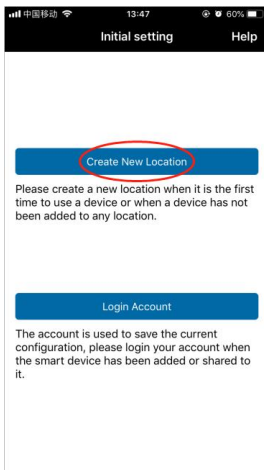 中国移动 13:47 60%
Initial setting Help
Create New Location
Please create a new location when it is the first
time to use a device or when a device has not
been added to any location.
Login Account
The account is used to save the current
configuration, please login your account when
the smart device has been added or shared to
it.